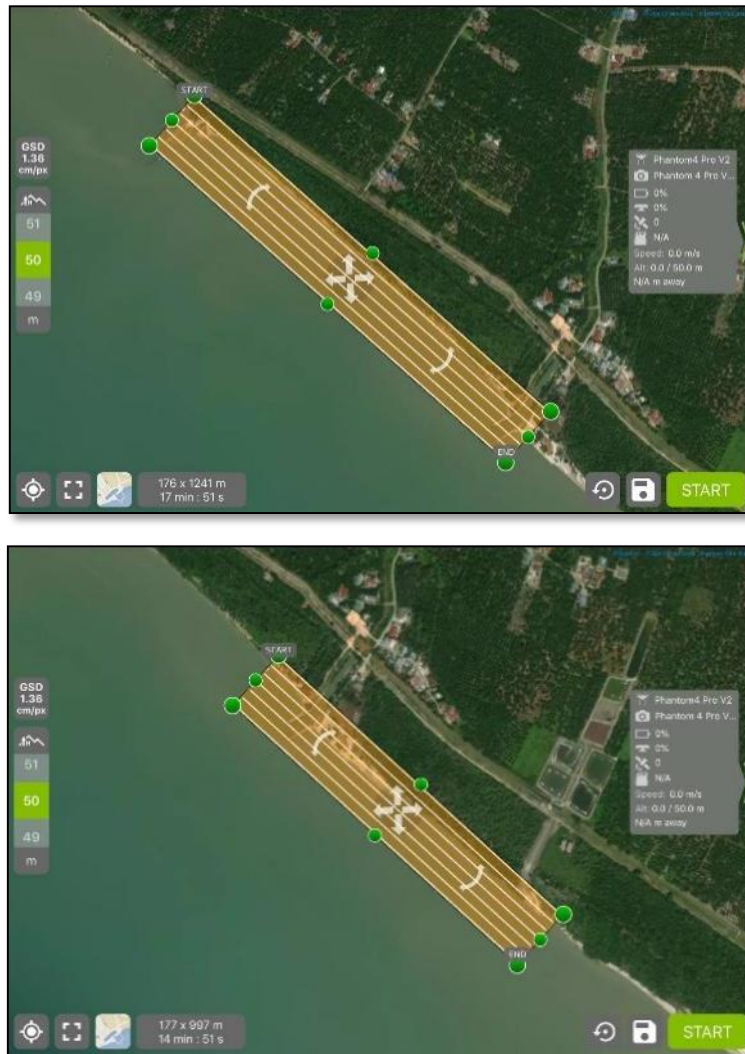 START
GSD
1.36
cm/px
51
50
49
m
Phantom4 Pro V2
Phantom 4 Pro V...
0%
0%
0
N/A
Speed: 0.0 m/s
Alt: 0.0 / 50.0 m
N/A m away
END
176 x 1241 m
17 min : 51 s
START
START
GSD
1.36
cm/px
51
50
49
m
Phantom4 Pro V2
Phantom 4 Pro V...
0%
0%
0
N/A
Speed: 0.0 m/s
Alt: 0.0 / 50.0 m
N/A m away
END
177 x 997 m
14 min : 51 s
START